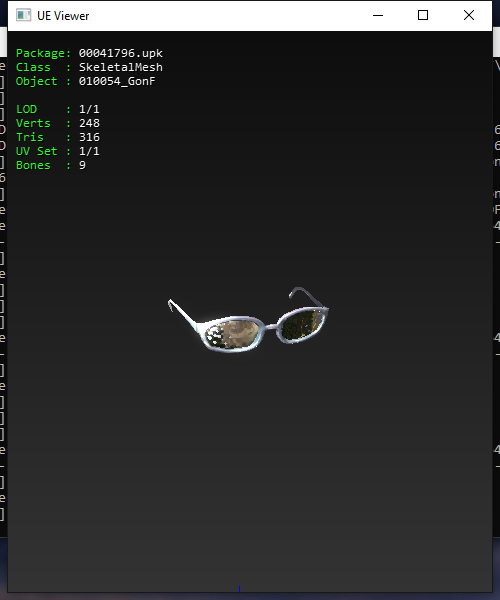 UE Viewer
Package: 00041796.upk
Class  : SkeletalMesh
Object : 010054_GonF
LOD    : 1/1
Verts  : 248
Tris   : 316
UV Set : 1/1
Bones  : 9